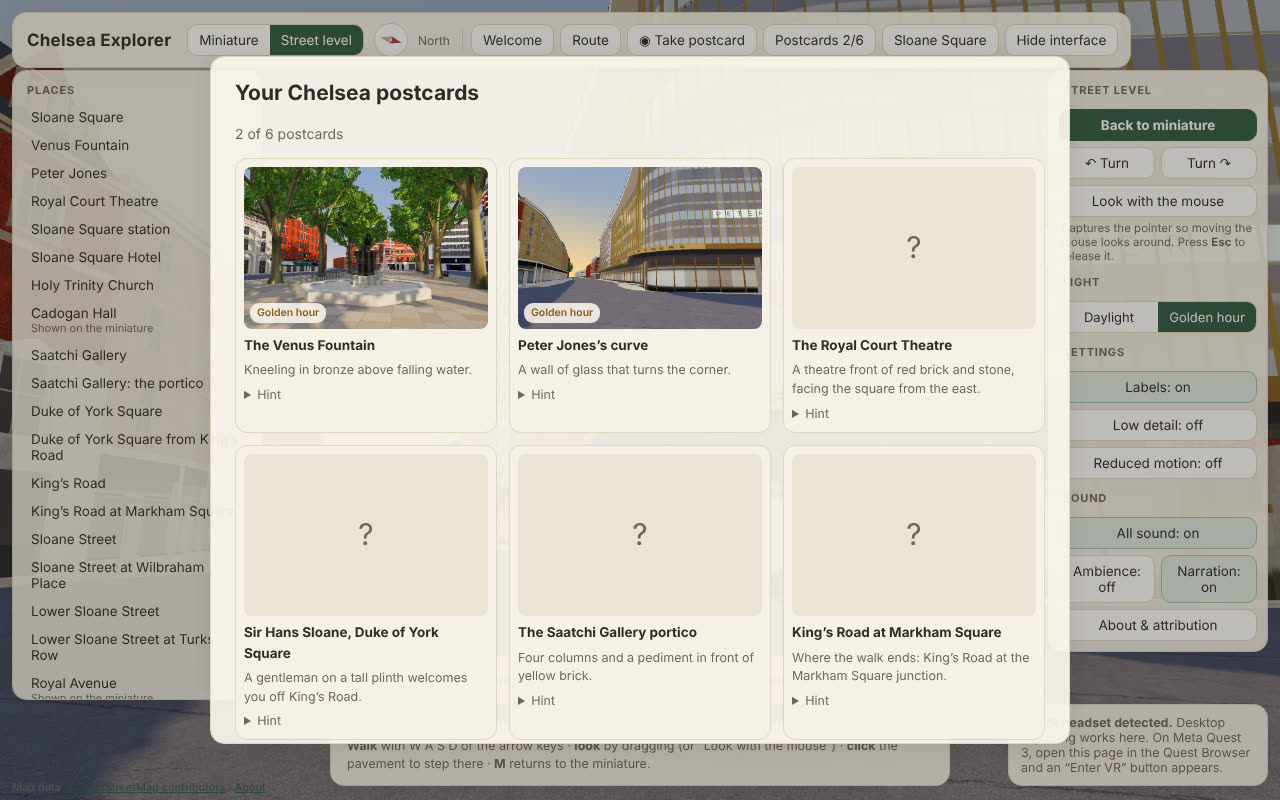 Chelsea Explorer
Miniature
Street level
North
Welcome
Route
◉ Take postcard
Postcards 2/6
Sloane Square
Hide interface
PLACES
Sloane Square
Venus Fountain
Peter Jones
Royal Court Theatre
Sloane Square station
Sloane Square Hotel
Holy Trinity Church
Cadogan Hall
Shown on the miniature
Saatchi Gallery
Saatchi Gallery: the portico
Duke of York Square
Duke of York Square from
Road
King’s Road
King’s Road at Markham
Sloane Street
Sloane Street at Wilbraham
Place
Lower Sloane Street
Lower Sloane Street at Turks
Row
Royal Avenue
Shown on the miniature
Your Chelsea postcards
2 of 6 postcards
Golden hour
The Venus Fountain
Kneeling in bronze above falling water.
▶ Hint
Golden hour
Peter Jones’s curve
A wall of glass that turns the corner.
▶ Hint
?
The Royal Court Theatre
A theatre front of red brick and stone,
facing the square from the east.
▶ Hint
?
Sir Hans Sloane, Duke of York
Square
A gentleman on a tall plinth welcomes
you off King’s Road.
▶ Hint
?
The Saatchi Gallery portico
Four columns and a pediment in front of
yellow brick.
▶ Hint
?
King’s Road at Markham Square
Where the walk ends: King’s Road at the
Markham Square junction.
▶ Hint
TREET LEVEL
Back to miniature
↶ Turn
Turn ↷
Look with the mouse
aptures the pointer so moving the
ouse looks around. Press Esc to
elease it.
IGHT
Daylight
Golden hour
ETTINGS
Labels: on
Low detail: off
Reduced motion: off
OUND
All sound: on
Ambience:
off
Narration:
on
About & attribution
Walk with W A S D or the arrow keys · look by dragging (or “Look with the mouse”) · click the
pavement to step there · M returns to the miniature.
headset detected. Desktop
works here. On Meta Quest
3, open this page in the Quest Browser
and an “Enter VR” button appears.
Map data OpenStreetMap contributors · About